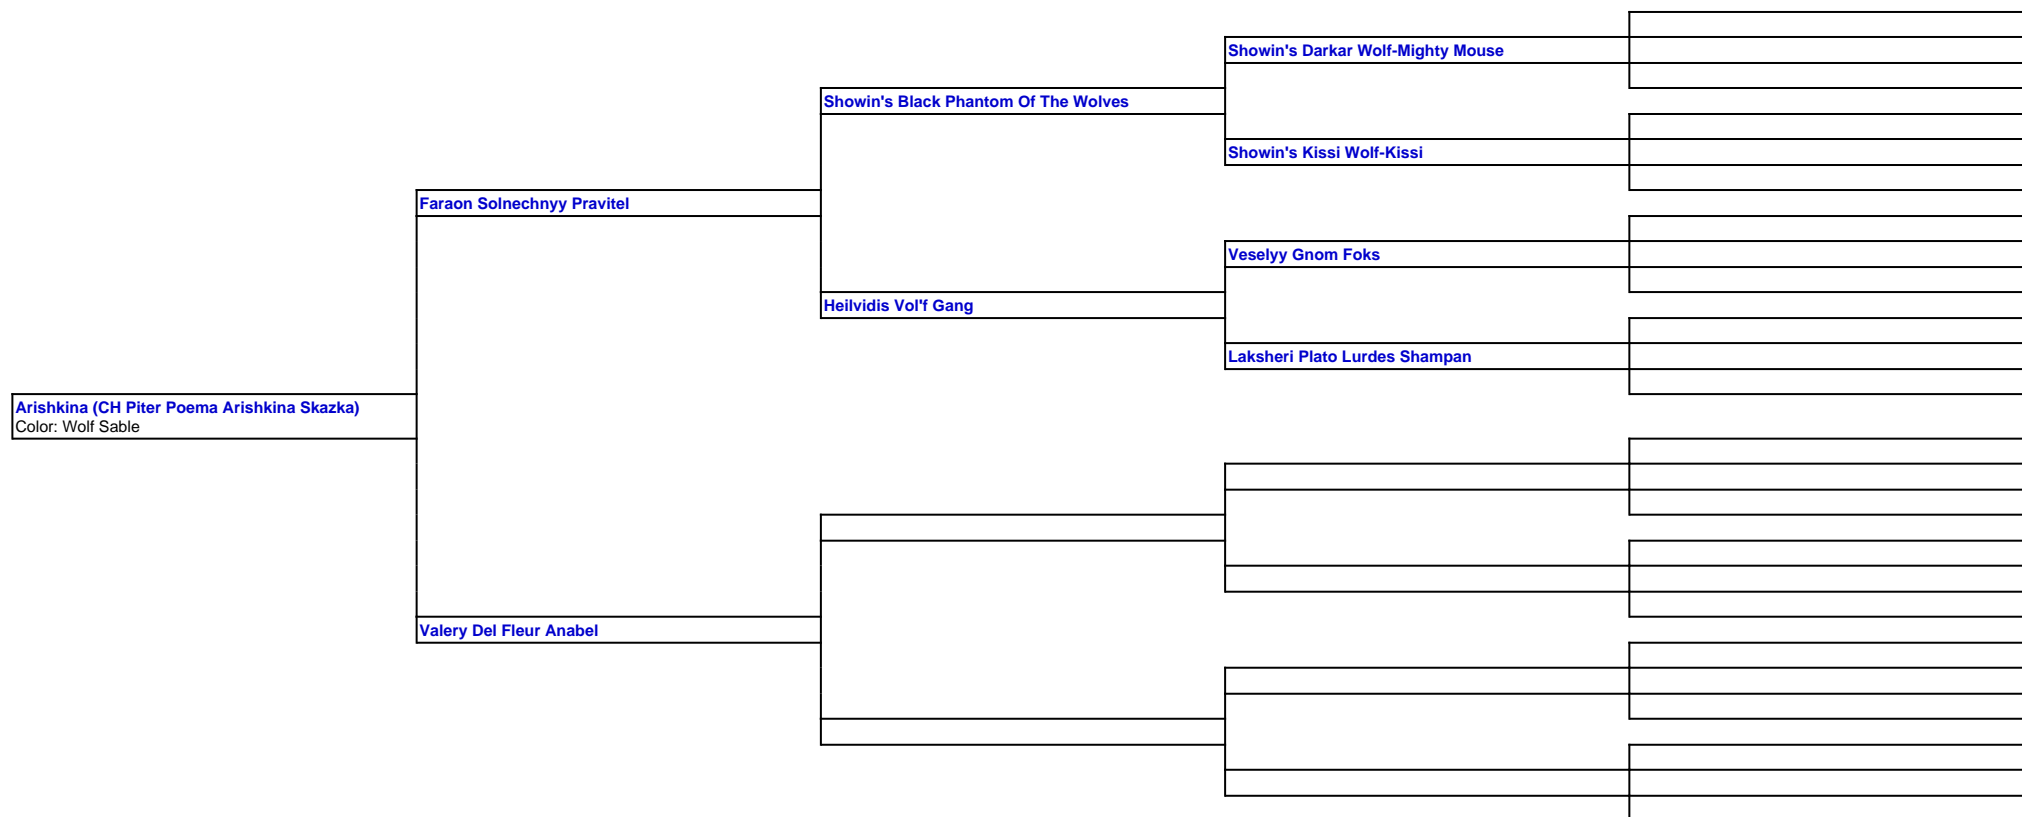 Showin's Darkar Wolf-Mighty Mouse
Showin's Black Phantom Of The Wolves
Showin's Kissi Wolf-Kissi
Faraon Solnechnyy Pravitel
Veselyy Gnom Foks
Heilvidis Vol'f Gang
Laksheri Plato Lurdes Shampan
Arishkina (CH Piter Poema Arishkina Skazka)
Color: Wolf Sable
Valery Del Fleur Anabel